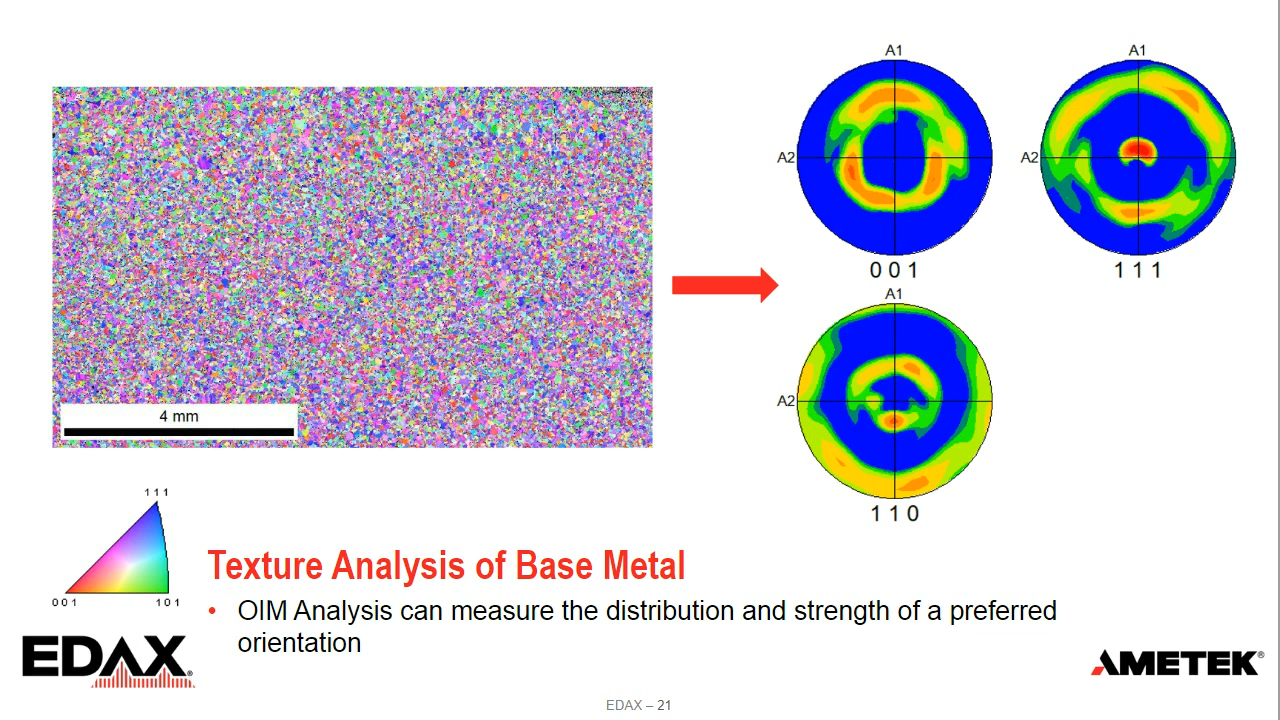 A1
A2
0 0 1
A1
A2
1 1 1
A1
A2
1 1 0
4 mm
1 1 1
0 0 1
1 0 1
Texture Analysis of Base Metal
• OIM Analysis can measure the distribution and strength of a preferred
orientation
EDAX®
AMETEK®
EDAX – 21